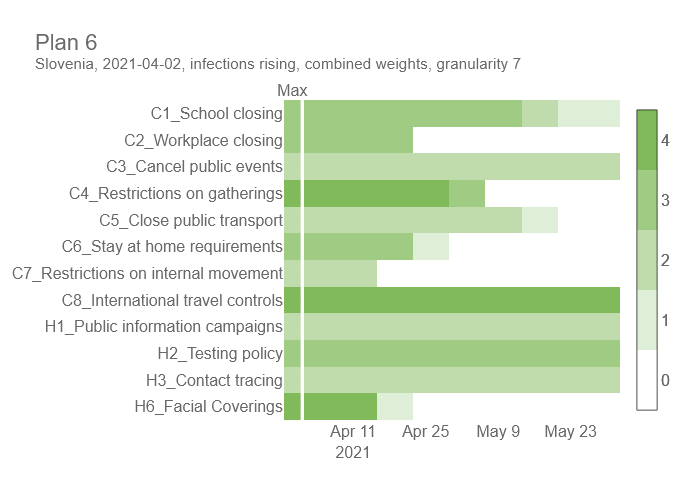 Plan 6
Slovenia, 2021-04-02, infections rising, combined weights, granularity 7
Max
C1_School closing
C2_Workplace closing
C3_Cancel public events
C4_Restrictions on gatherings
C5_Close public transport
C6_Stay at home requirements
C7_Restrictions on internal movement
C8_International travel controls
H1_Public information campaigns
H2_Testing policy
H3_Contact tracing
H6_Facial Coverings
Apr 11
2021
Apr 25
May 9
May 23
4
3
2
1
0